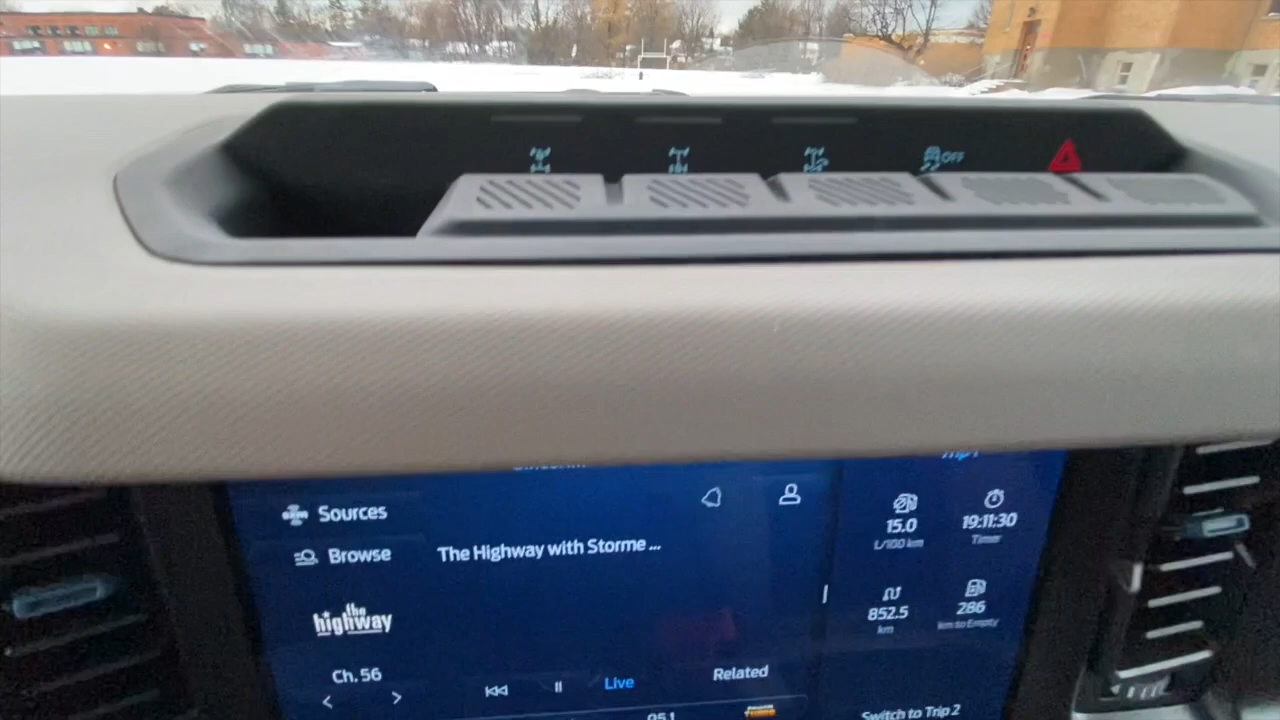 OFF
Sources
Browse
The Highway with Storme ...
the
highway
Ch. 56
Live
Related
15.0
L/100 km
19:11:30
Timer
852.5
km
286
km to Empty
Switch to Trip 2